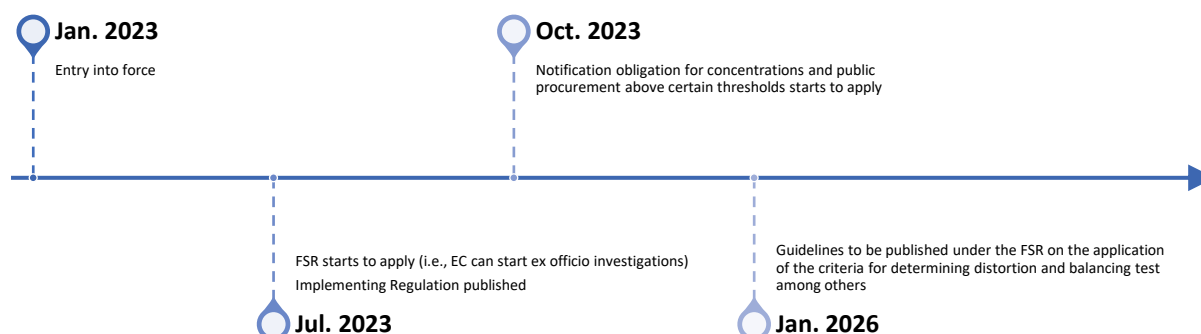 Jan. 2023
Entry into force
Oct. 2023
Notification obligation for concentrations and public
procurement above certain thresholds starts to apply
FSR starts to apply (i.e., EC can start ex officio investigations)
Implementing Regulation published
Jul. 2023
Guidelines to be published under the FSR on the application
of the criteria for determining distortion and balancing test
among others
Jan. 2026